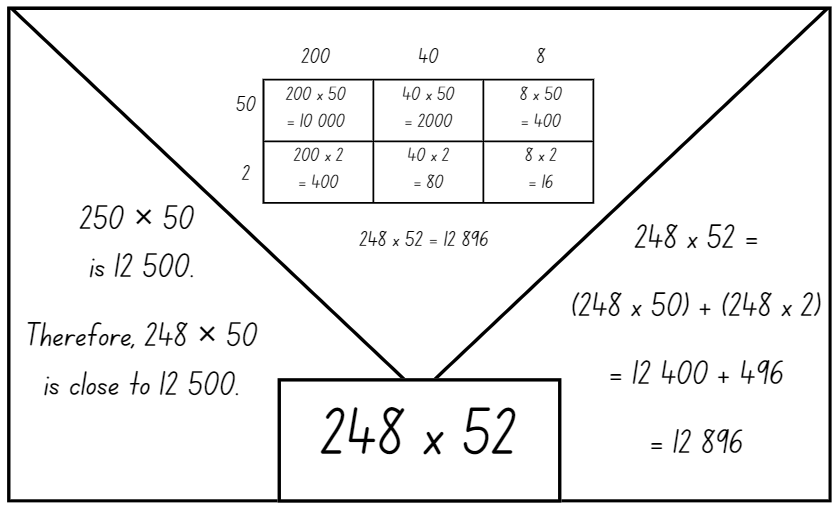 200 40 8
50 200 x 50 40 x 50 8 x 50
= 10 000 = 2000 = 400
2 200 x 2 40 x 2 8 x 2
= 400 = 80 = 16
248 x 52 = 12 896
250 × 50
is 12 500.
Therefore, 248 × 50
is close to 12 500.
248 x 52 =
(248 x 50) + (248 x 2)
= 12 400 + 496
= 12 896
248 x 52